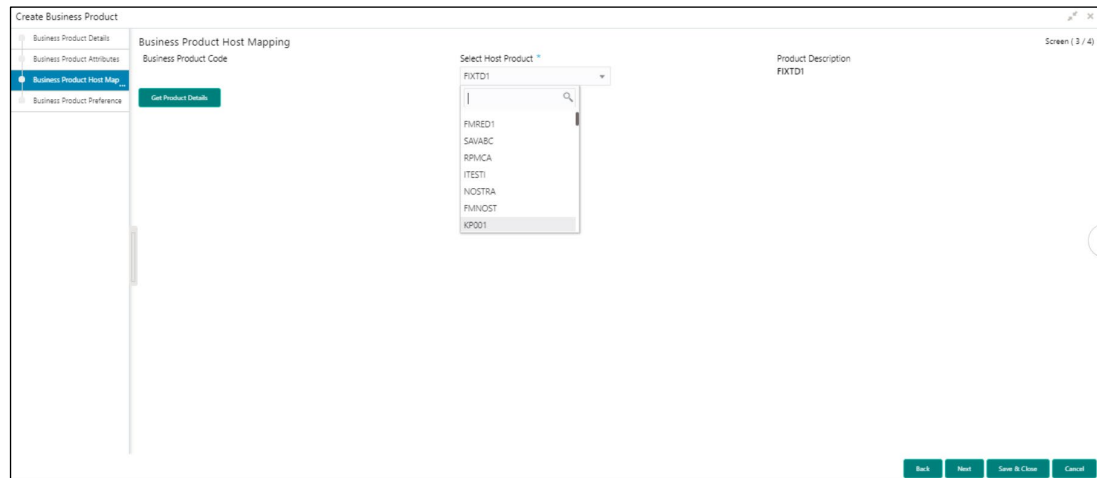 Create Business Product
Business Product Details
Business Product Attributes
Business Product Host Map...
Business Product Preference
Business Product Host Mapping
Screen ( 3 / 4)
Business Product Code
Select Host Product *
Product Description
FIXTD1
FIXTD1
Get Product Details
FMRED1
SAVABC
RPMCA
ITESTI
NOSTRA
FMNOST
KP001
Back
Next
Save & Close
Cancel